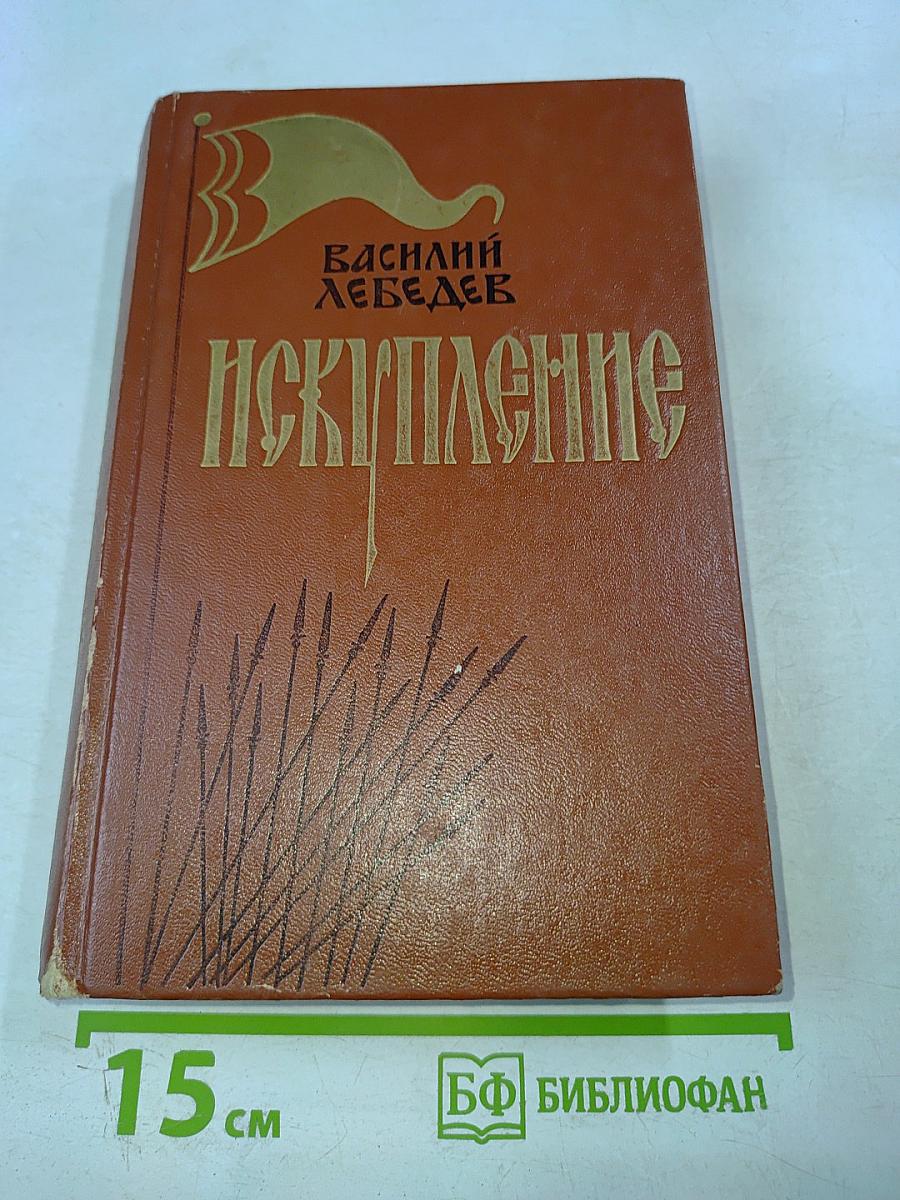 ВАСИЛИЙ
ЛЕБЕДЕВ
ИСКУПЛЕНИЕ
15 см
БФ БИБЛИОФАН